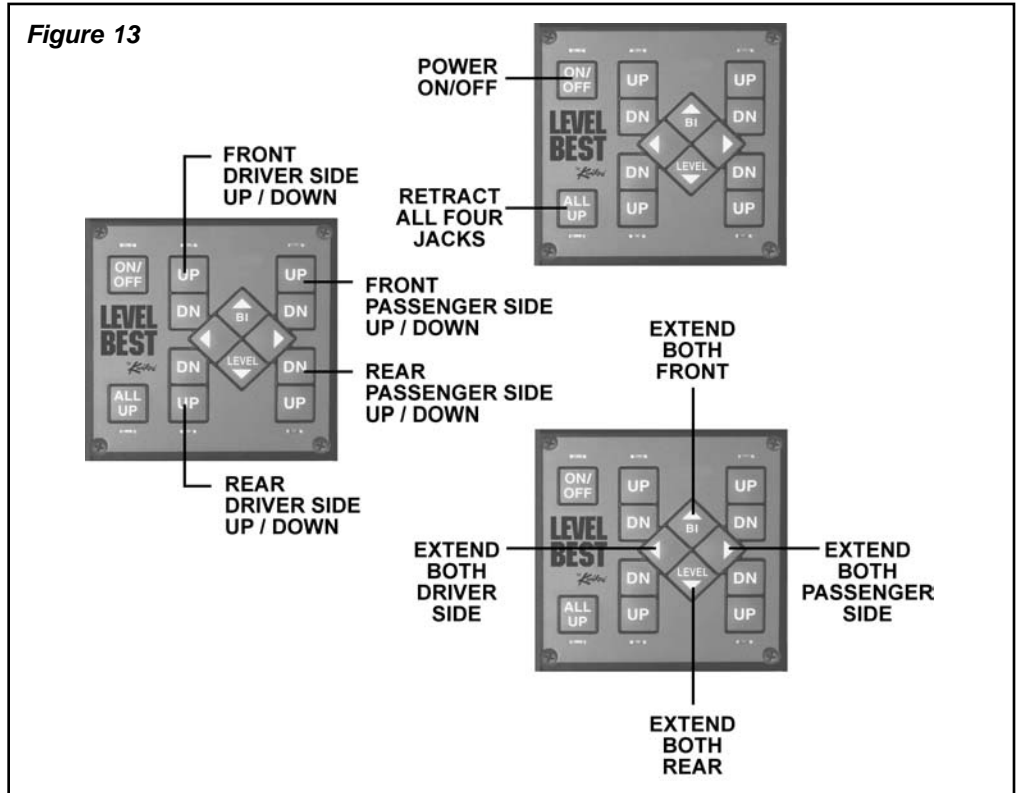 Figure 13
POWER
ON/OFF
RETRACT
ALL FOUR
JACKS
ON/
OFF
UP
UP
DN
DN
BI
LEVEL
BEST
LEVEL
DN
DN
ALL
UP
UP
UP
FRONT
DRIVER SIDE
UP / DOWN
FRONT
PASSENGER SIDE
UP / DOWN
REAR
PASSENGER SIDE
UP / DOWN
REAR
DRIVER SIDE
UP / DOWN
ON/
OFF
UP
UP
DN
DN
BI
LEVEL
BEST
LEVEL
DN
DN
ALL
UP
UP
UP
EXTEND
BOTH
FRONT
EXTEND
BOTH
DRIVER
SIDE
EXTEND
BOTH
PASSENGER
SIDE
EXTEND
BOTH
REAR
ON/
OFF
UP
UP
DN
DN
BI
LEVEL
BEST
LEVEL
DN
DN
ALL
UP
UP
UP